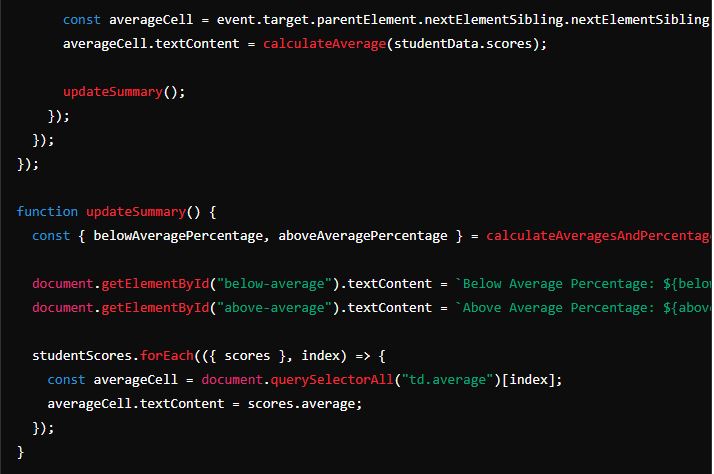 const averageCell = event.target.parentElement.nextElementSibling.nextElementSibling
averageCell.textContent = calculateAverage(studentData.scores);
updateSummary();
});
});
});
function updateSummary() {
const { belowAveragePercentage, aboveAveragePercentage } = calculateAveragesAndPercentag
document.getElementById("below-average").textContent = `Below Average Percentage: ${belo
document.getElementById("above-average").textContent = `Above Average Percentage: ${abov
studentScores.forEach(({ scores }, index) => {
const averageCell = document.querySelectorAll("td.average")[index];
averageCell.textContent = scores.average;
});
}